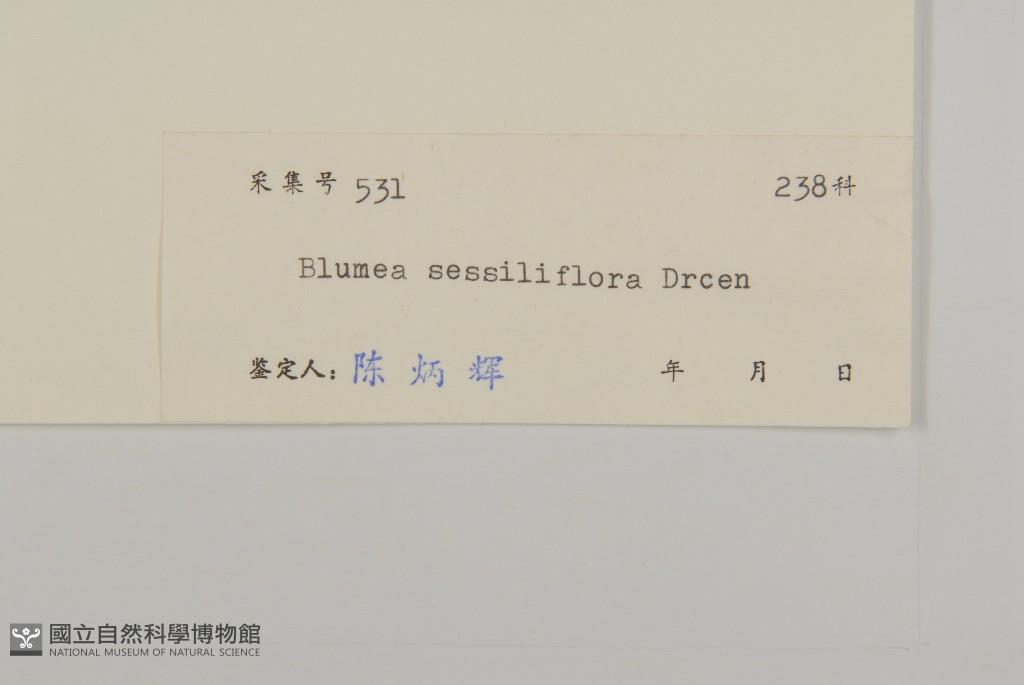 采集号 531 238科
Blumea sessiliflora Drcen
鉴定人：陈炳辉 年 月 日
國立自然科學博物館
NATIONAL MUSEUM OF NATURAL SCIENCE